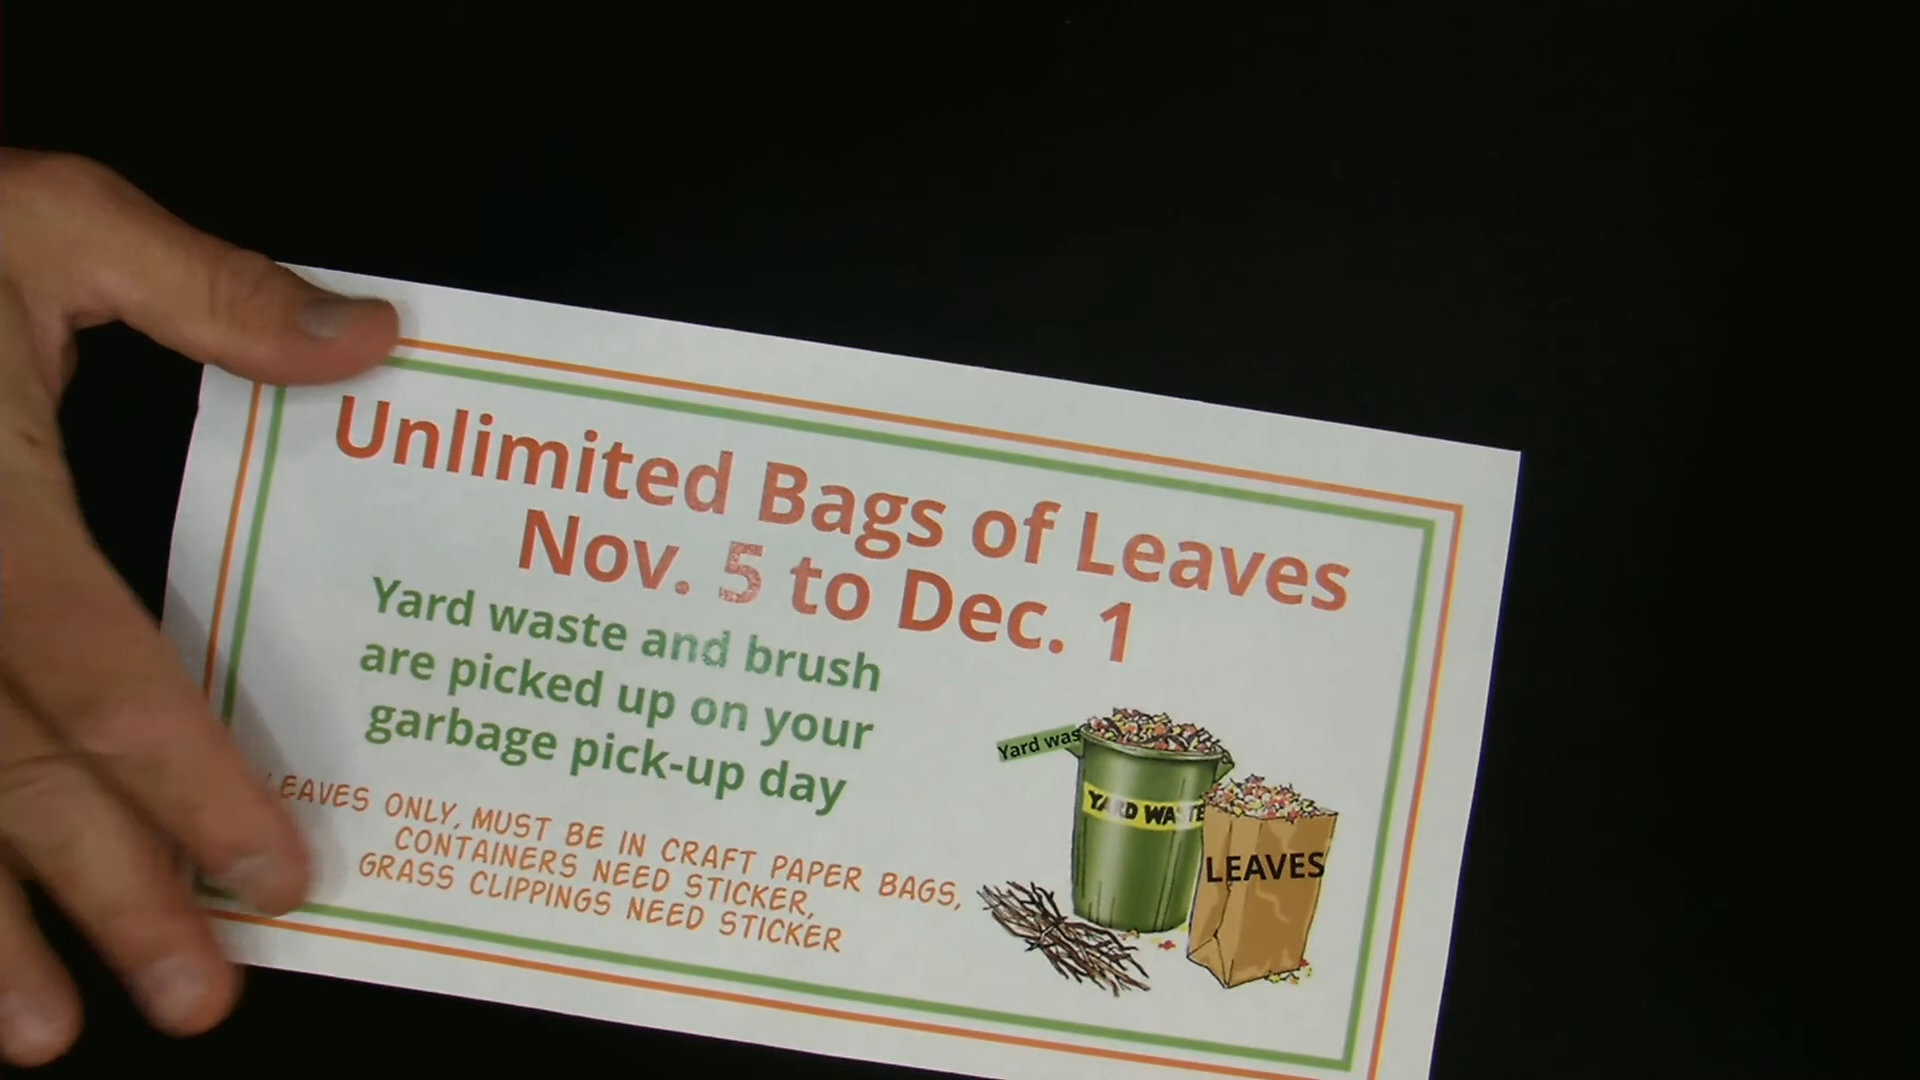 Unlimited Bags of Leaves
Nov. 5 to Dec. 1
Yard waste and brush
are picked up on your
garbage pick-up day
LEAVES ONLY, MUST BE IN CRAFT PAPER BAGS,
CONTAINERS NEED STICKER,
GRASS CLIPPINGS NEED STICKER
Yard was
YARD WASTE
LEAVES